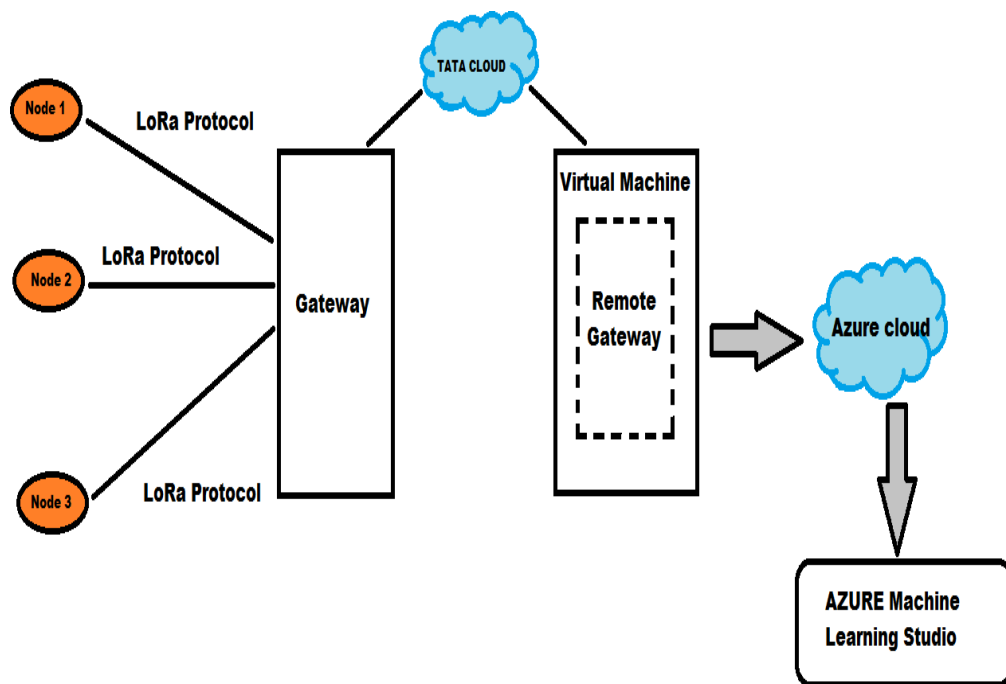 TATA CLOUD
Node 1
LoRa Protocol
Virtual Machine
LoRa Protocol
Node 2
Gateway
Remote
Gateway
Azure cloud
LoRa Protocol
Node 3
AZURE Machine
Learning Studio